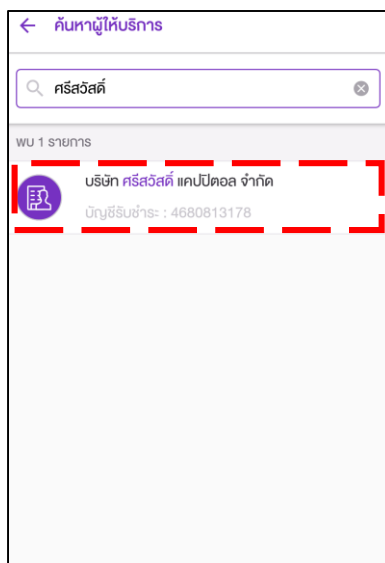 ค้นหาผู้ให้บริการ
ศรีสวัสดิ์
พบ 1 รายการ
บริษัท ศรีสวัสดิ์ แคปปิตอล จำกัด
บัญชีรับชำระ : 4680813178